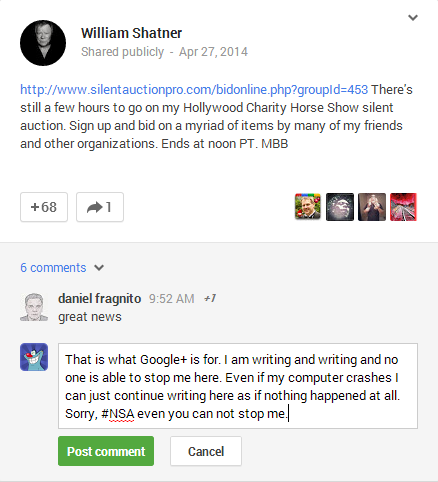 William Shatner
Shared publicly - Apr 27, 2014
http://www.silentauctionpro.com/bidonline.php?groupId=453 There's
still a few hours to go on my Hollywood Charity Horse Show silent
auction. Sign up and bid on a myriad of items by many of my friends
and other organizations. Ends at noon PT. MBB
+68 1
6 comments
daniel fragnito 9:52 AM +1
great news
That is what Google+ is for. I am writing and writing and no
one is able to stop me here. Even if my computer crashes I
can just continue writing here as if nothing happened at all.
Sorry, #NSA even you can not stop me.
Post comment Cancel